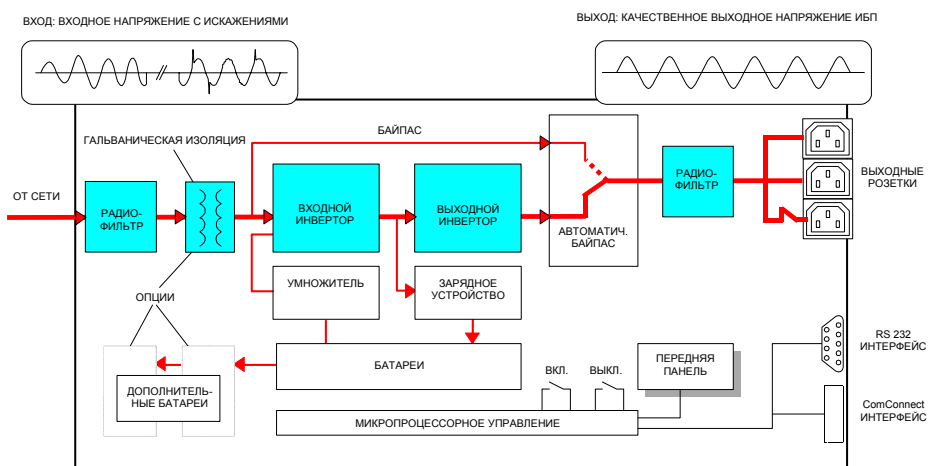 ВХОД: ВХОДНОЕ НАПРЯЖЕНИЕ С ИСКАЖЕНИЯМИ
ВЫХОД: КАЧЕСТВЕННОЕ ВЫХОДНОЕ НАПРЯЖЕНИЕ ИБП
ГАЛЬВАНИЧЕСКАЯ ИЗОЛЯЦИЯ
БАЙПАС
ОТ СЕТИ
РАДИО-
ФИЛЬТР
ВХОДНОЙ
ИНВЕРТОР
ВЫХОДНОЙ
ИНВЕРТОР
АВТОМАТИЧ.
БАЙПАС
РАДИО-
ФИЛЬТР
ВЫХОДНЫЕ
РОЗЕТКИ
УМНОЖИТЕЛЬ
ЗАРЯДНОЕ
УСТРОЙСТВО
ОПЦИИ
ДОПОЛНИТЕЛЬ-
НЫЕ БАТАРЕИ
БАТАРЕИ
ВКЛ.
ВЫКЛ.
ПЕРЕДНЯЯ
ПАНЕЛЬ
RS 232
ИНТЕРФЕЙС
МИКРОПРОЦЕССОРНОЕ УПРАВЛЕНИЕ
ComConnect
ИНТЕРФЕЙС